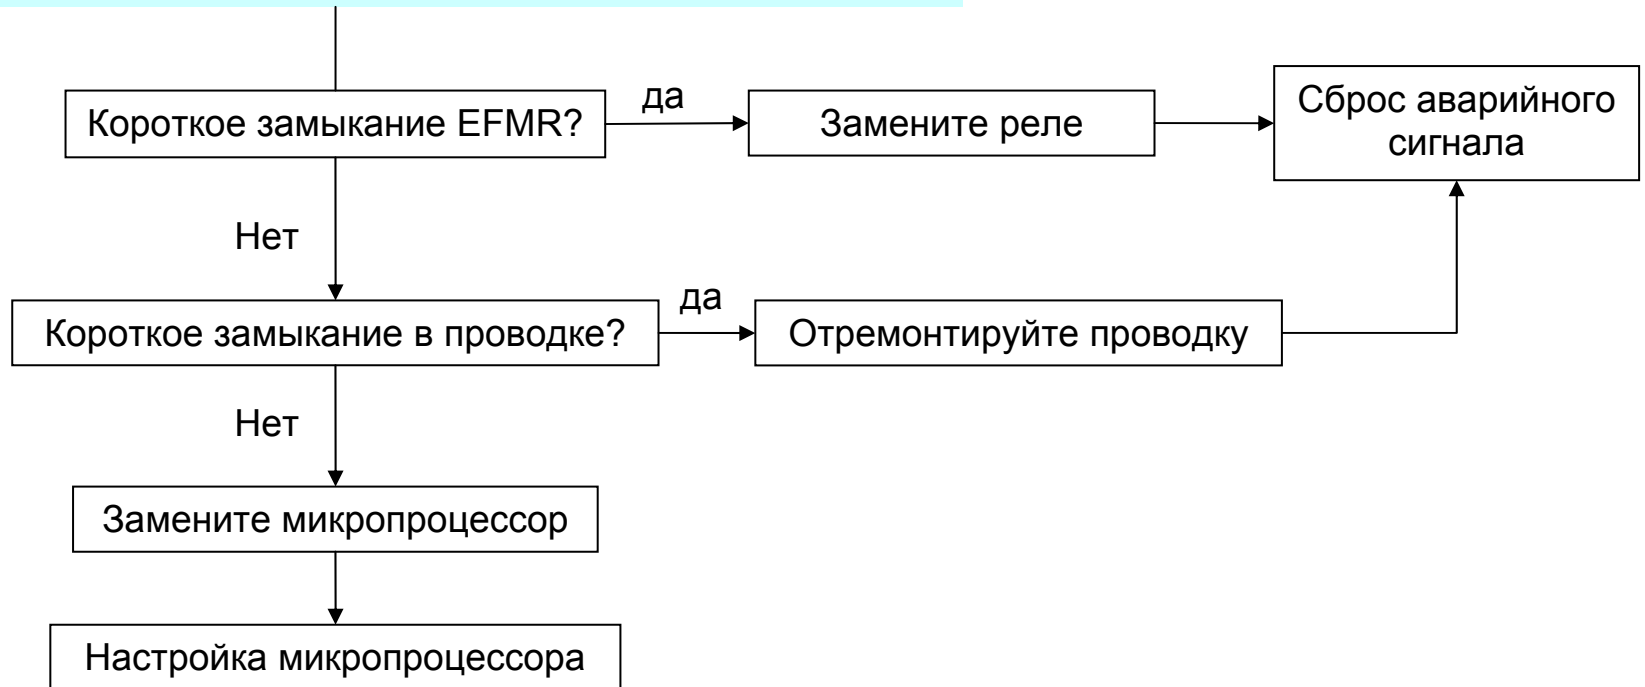 Короткое замыкание EFMR?
да
Замените реле
Сброс аварийного
сигнала
Нет
Короткое замыкание в проводке?
да
Отремонтируйте проводку
Нет
Замените микропроцессор
Настройка микропроцессора